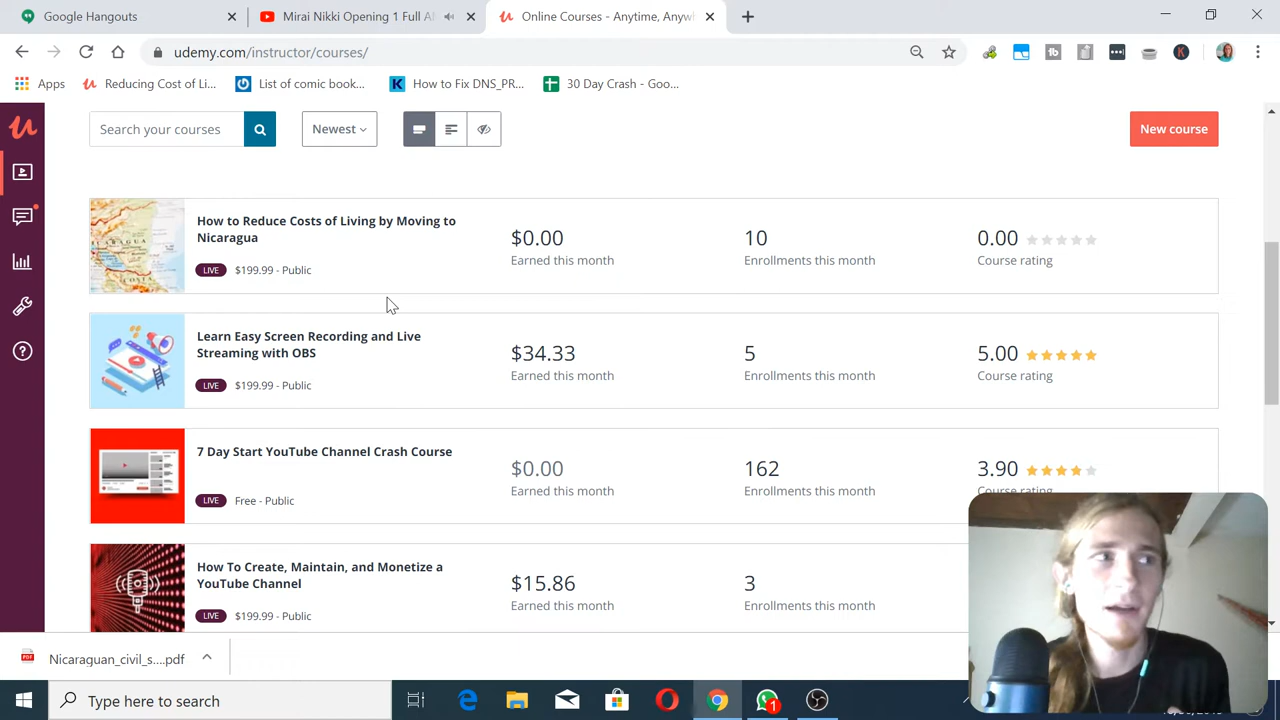 Google Hangouts
Mirai Nikki Opening 1 Full A
Online Courses - Anytime, Anyw
udemy.com/instructor/courses/
Apps
Reducing Cost of Li...
List of comic book...
How to Fix DNS_PR...
30 Day Crash - Goo...
Search your courses
Newest
New course
How to Reduce Costs of Living by Moving to
Nicaragua
LIVE $199.99 - Public
$0.00
Earned this month
10
Enrollments this month
0.00
Course rating
Learn Easy Screen Recording and Live
Streaming with OBS
LIVE $199.99 - Public
$34.33
Earned this month
5
Enrollments this month
5.00
Course rating
7 Day Start YouTube Channel Crash Course
LIVE Free - Public
$0.00
Earned this month
162
Enrollments this month
3.90
Course rating
How To Create, Maintain, and Monetize a
YouTube Channel
LIVE $199.99 - Public
$15.86
Earned this month
3
Enrollments this month
Nicaraguan_civil_s....pdf
Type here to search
1